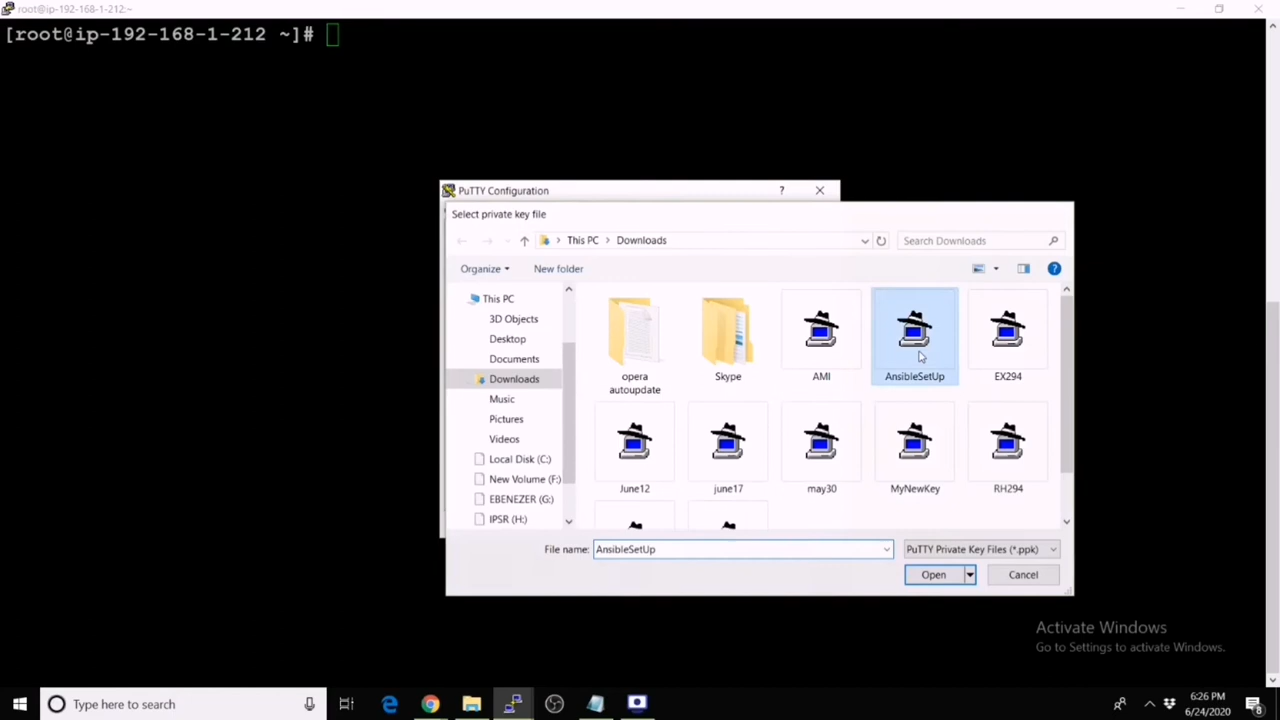 root@ip-192-168-1-212:~
[root@ip-192-168-1-212 ~]#
PuTTY Configuration
?
Select private key file
This PC > Downloads
Search Downloads
Organize
New folder
?
This PC
3D Objects
Desktop
Documents
Downloads
Music
Pictures
Videos
Local Disk (C:)
New Volume (F:)
EBENEZER (G:)
IPSR (H:)
opera
autoupdate
Skype
AMI
AnsibleSetUp
EX294
June12
june17
may30
MyNewKey
RH294
File name: AnsibleSetUp
PuTTY Private Key Files (*.ppk)
Open
Cancel
Activate Windows
Go to Settings to activate Windows.
Type here to search
6:26 PM
6/24/2020
8